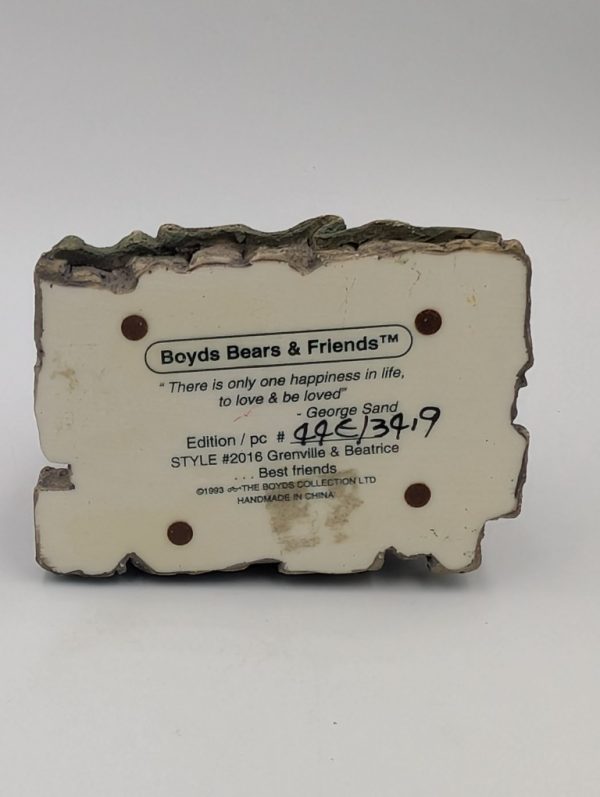 Boyds Bears & Friends™
“There is only one happiness in life,
to love & be loved”
- George Sand
Edition / pc # 44E/3419
STYLE #2016 Grenville & Beatrice
. . . Best friends
©1993 THE BOYDS COLLECTION LTD
HANDMADE IN CHINA